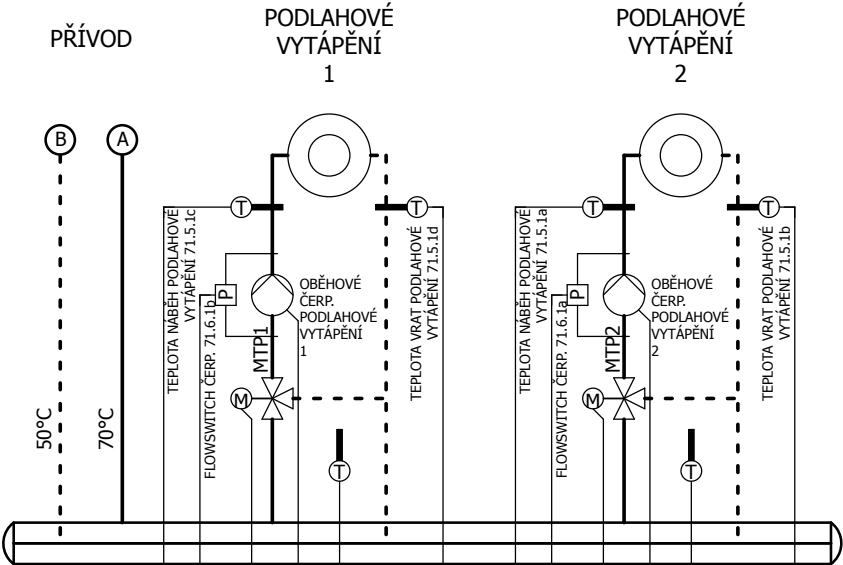 PŘÍVOD
PODLAHOVÉ
VYTÁPĚNÍ
1
PODLAHOVÉ
VYTÁPĚNÍ
2
B
A
50°C
70°C
T
T
TEPLOTA NÁBĚH PODLAHOVÉ
VYTÁPĚNÍ 71.5.1c
FLOWSWITCH ČERP. 71.6.1b
P
MTP1
OBĚHOVÉ
ČERP.
PODLAHOVÉ
VYTÁPĚNÍ
1
TEPLOTA VRAT PODLAHOVÉ
VYTÁPĚNÍ 71.5.1d
M
T
T
T
TEPLOTA NÁBĚH PODLAHOVÉ
VYTÁPĚNÍ 71.5.1a
FLOWSWITCH ČERP. 71.6.1a
P
MTP2
OBĚHOVÉ
ČERP.
PODLAHOVÉ
VYTÁPĚNÍ
2
TEPLOTA VRAT PODLAHOVÉ
VYTÁPĚNÍ 71.5.1b
M
T